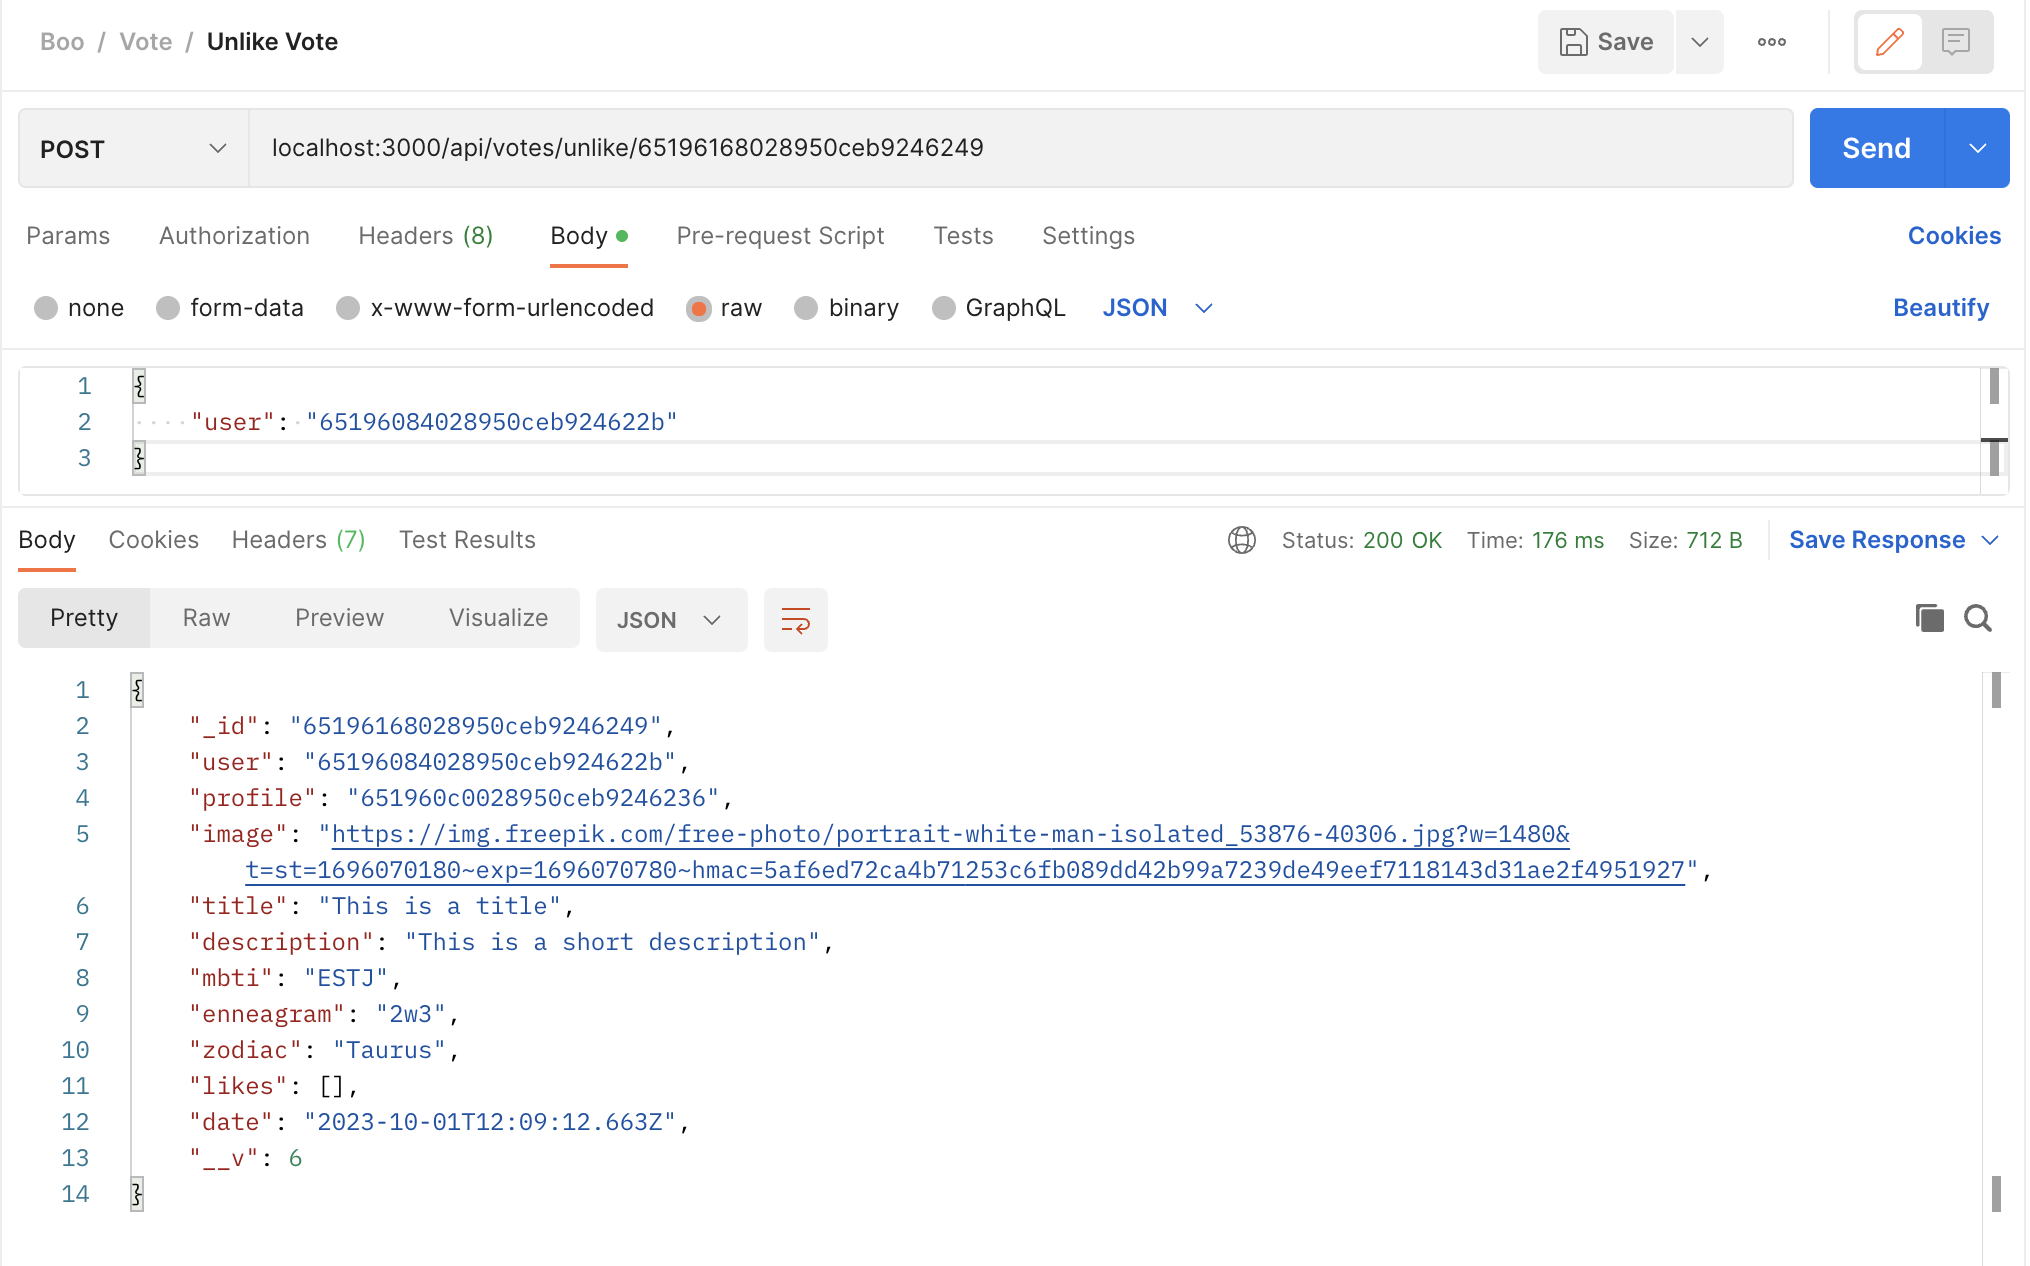 Boo / Vote / Unlike Vote
Save
POST
localhost:3000/api/votes/unlike/65196168028950ceb9246249
Send
Params Authorization Headers (8) Body Pre-request Script Tests Settings Cookies
none form-data x-www-form-urlencoded raw binary GraphQL JSON Beautify
1 {
2 "user": "65196084028950ceb924622b"
3 }
Body Cookies Headers (7) Test Results Status: 200 OK Time: 176 ms Size: 712 B Save Response
Pretty Raw Preview Visualize JSON
1 {
2 "_id": "65196168028950ceb9246249",
3 "user": "65196084028950ceb924622b",
4 "profile": "651960c0028950ceb9246236",
5 "image": "https://img.freepik.com/free-photo/portrait-white-man-isolated_53876-40306.jpg?w=1480&
t=st=1696070180~exp=1696070780~hmac=5af6ed72ca4b71253c6fb089dd42b99a7239de49eef7118143d31ae2f4951927",
6 "title": "This is a title",
7 "description": "This is a short description",
8 "mbti": "ESTJ",
9 "enneagram": "2w3",
10 "zodiac": "Taurus",
11 "likes": [],
12 "date": "2023-10-01T12:09:12.663Z",
13 "__v": 6
14 }